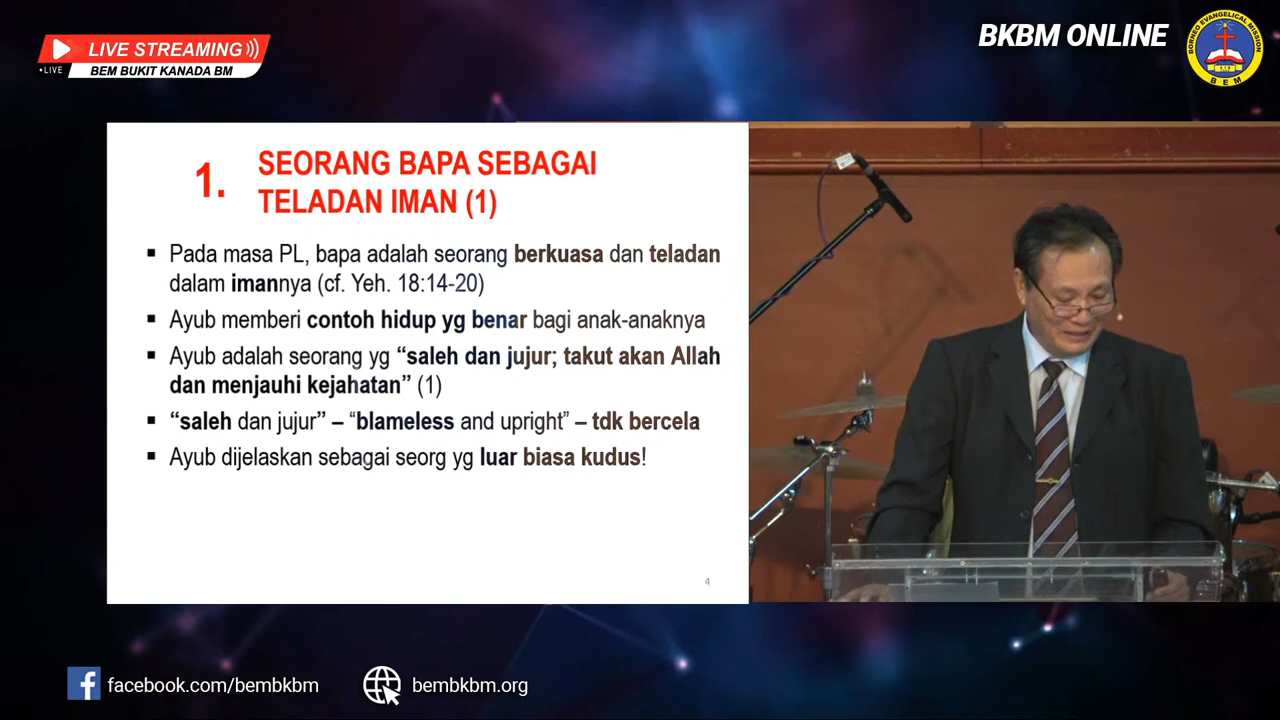 LIVE STREAMING
•LIVE
BEM BUKIT KANADA BM
BKBM ONLINE
BORNEO EVANGELICAL MISSION
B E M
1. SEORANG BAPA SEBAGAI
TELADAN IMAN (1)
▪ Pada masa PL, bapa adalah seorang berkuasa dan teladan
dalam imannya (cf. Yeh. 18:14-20)
▪ Ayub memberi contoh hidup yg benar bagi anak-anaknya
▪ Ayub adalah seorang yg “saleh dan jujur; takut akan Allah
dan menjauhi kejahatan” (1)
▪ “saleh dan jujur” – “blameless and upright” – tdk bercela
▪ Ayub dijelaskan sebagai seorg yg luar biasa kudus!
4
facebook.com/bembkbm
bembkbm.org